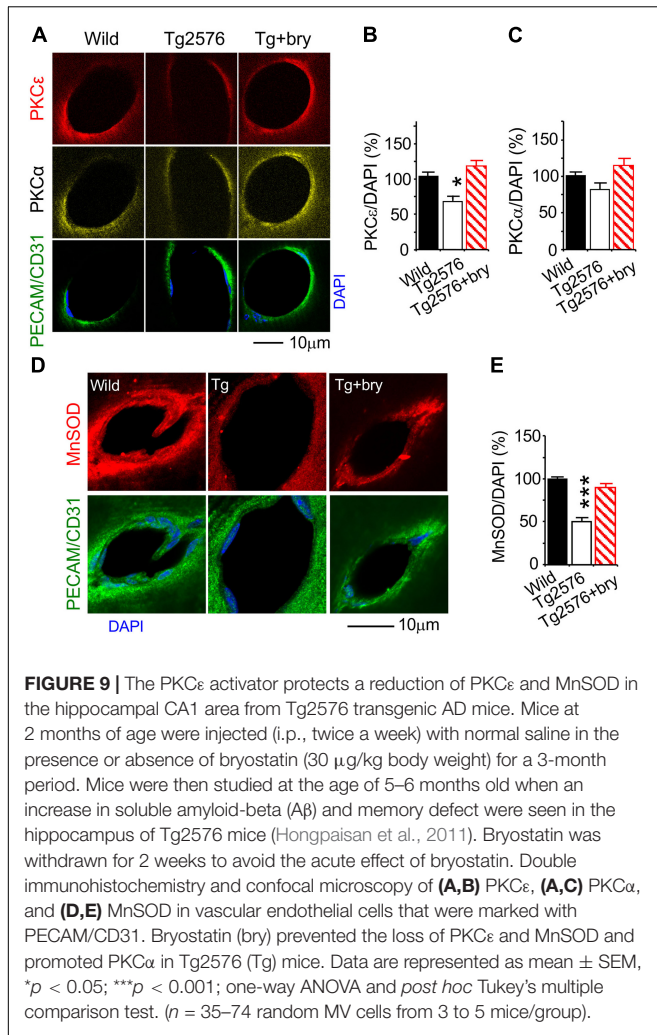 A
Wild
Tg2576
Tg+bry
PKCε
PKCα
PECAM/CD31
DAPI
10μm
B
PKCε/DAPI (%)
100
50
0
*
Wild
Tg2576
Tg2576+bry
C
PKCα/DAPI (%)
100
50
0
Wild
Tg2576
Tg2576+bry
D
Wild
Tg
Tg+bry
MnSOD
PECAM/CD31
DAPI
10μm
E
MnSOD/DAPI (%)
150
100
50
0
***
Wild
Tg2576
Tg2576+bry
FIGURE 9 | The PKCε activator protects a reduction of PKCε and MnSOD in
the hippocampal CA1 area from Tg2576 transgenic AD mice. Mice at
2 months of age were injected (i.p., twice a week) with normal saline in the
presence or absence of bryostatin (30 μg/kg body weight) for a 3-month
period. Mice were then studied at the age of 5–6 months old when an
increase in soluble amyloid-beta (Aβ) and memory defect were seen in the
hippocampus of Tg2576 mice (Hongpaisan et al., 2011). Bryostatin was
withdrawn for 2 weeks to avoid the acute effect of bryostatin. Double
immunohistochemistry and confocal microscopy of (A,B) PKCε, (A,C) PKCα,
and (D,E) MnSOD in vascular endothelial cells that were marked with
PECAM/CD31. Bryostatin (bry) prevented the loss of PKCε and MnSOD and
promoted PKCα in Tg2576 (Tg) mice. Data are represented as mean ± SEM,
*p < 0.05; ***p < 0.001; one-way ANOVA and post hoc Tukey's multiple
comparison test. (n = 35–74 random MV cells from 3 to 5 mice/group).